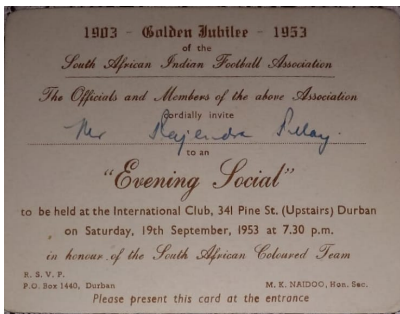 1903 - Golden Jubilee - 1953
of the
South African Indian Football Association
The Officials and Members of the above Association
cordially invite
Mr Rajendra Pillay.
to an
"Evening Social"
to be held at the International Club, 341 Pine St. (Upstairs) Durban
on Saturday, 19th September, 1953 at 7.30 p.m.
in honour of the South African Coloured Team
R. S. V. P.
P.O. Box 1440, Durban
M. K. NAIDOO, Hon. Sec.
Please present this card at the entrance